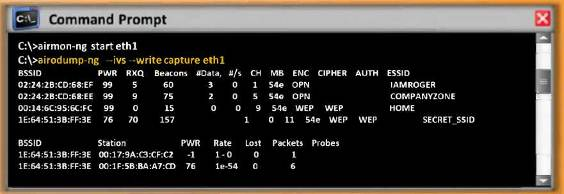 Command Prompt
C:\>airmon-ng start eth1
C:\>airodump-ng --ivs --write capture eth1
BSSID PWR RXQ Beacons #Data, #/s CH MB ENC CIPHER AUTH ESSID
02:24:2B:CD:68:EF 99 5 60 3 0 1 54e OPN IAMROGER
02:24:2B:CD:68:EE 99 9 75 2 0 5 54e OPN COMPANYZONE
00:14:6C:95:6C:FC 99 0 15 0 0 9 54e WEP WEP HOME
1E:64:51:3B:FF:3E 76 70 157 1 0 11 54e WEP WEP SECRET_SSID
BSSID Station PWR Rate Lost Packets Probes
1E:64:51:3B:FF:3E 00:17:9A:C3:CF:C2 -1 1-0 0 1
1E:64:51:3B:FF:3E 00:1F:5B:BA:A7:CD 76 1e-54 0 6